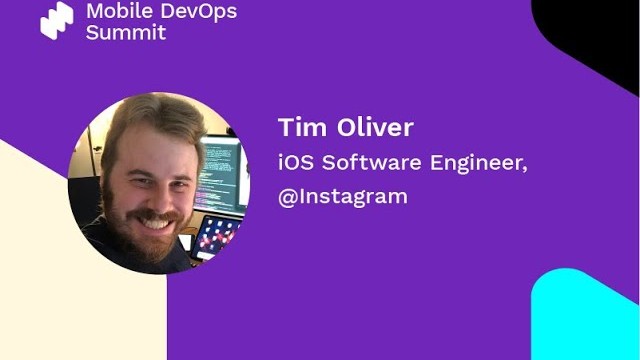 Mobile DevOps
Summit
Tim Oliver
iOS Software Engineer,
@Instagram